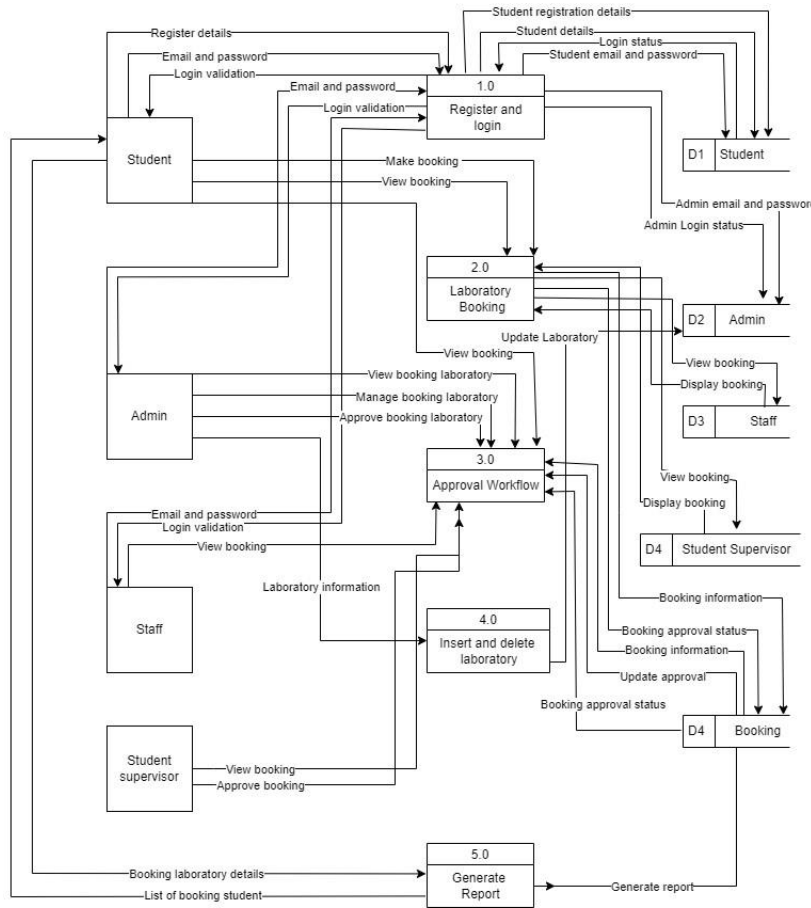 Student registration details
Register details
Student details
Login status
Email and password
Student email and password
Login validation
Email and password
1.0
Login validation
Register and
login
Student
D1 Student
Make booking
View booking
Admin email and password
Admin Login status
2.0
Laboratory
Booking
D2 Admin
Update Laboratory
View booking
View booking
Display booking
View booking laboratory
Manage booking laboratory
Admin
Approve booking laboratory
D3 Staff
3.0
Approval Workflow
View booking
Display booking
Email and password
Login validation
View booking
D4 Student Supervisor
Laboratory information
Booking information
4.0
Staff
Insert and delete
laboratory
Booking approval status
Booking information
Update approval
Booking approval status
D4 Booking
Student
supervisor
View booking
Approve booking
5.0
Booking laboratory details
Generate
Report
Generate report
List of booking student